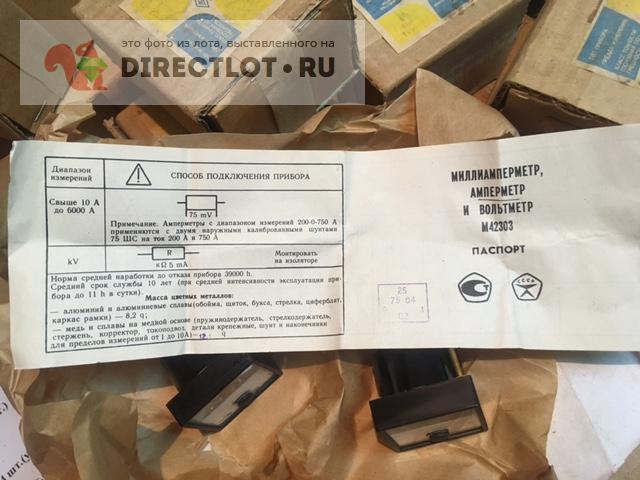 это фото из лота, выставленного на
DIRECTLOT.RU
Диапазон
измерений
СПОСОБ ПОДКЛЮЧЕНИЯ ПРИБОРА
Свыше 10 А
до 6000 А
75 mV
Примечание. Амперметры с диапазоном измерений 200-0-750 А
применяются с двумя наружными калиброванными шунтами
75 ШС на ток 200 А и 750 А
kV
R
кΩ 5 mA
Монтировать
на изоляторе
Норма средней наработки до отказа прибора 39000 h.
Средний срок службы 10 лет (при средней интенсивности эксплуатации при-
бора до 11 h в сутки).
Масса цветных металлов:
— алюминий и алюминиевые сплавы (обойма, щиток, букса, стрелка, циферблат,
каркас рамки) — 8,2 ч;
— медь и сплавы на медной основе (пружинодержатель, стрелкодержатель,
стержень, корректор, токоподвод, детали крепежные, шунт и наконечники
для пределов измерения от 1 до 10А)
МИЛЛИАМПЕРМЕТР,
АМПЕРМЕТР
И ВОЛЬТМЕТР
М42303
ПАСПОРТ
25
75 04
02
СССР